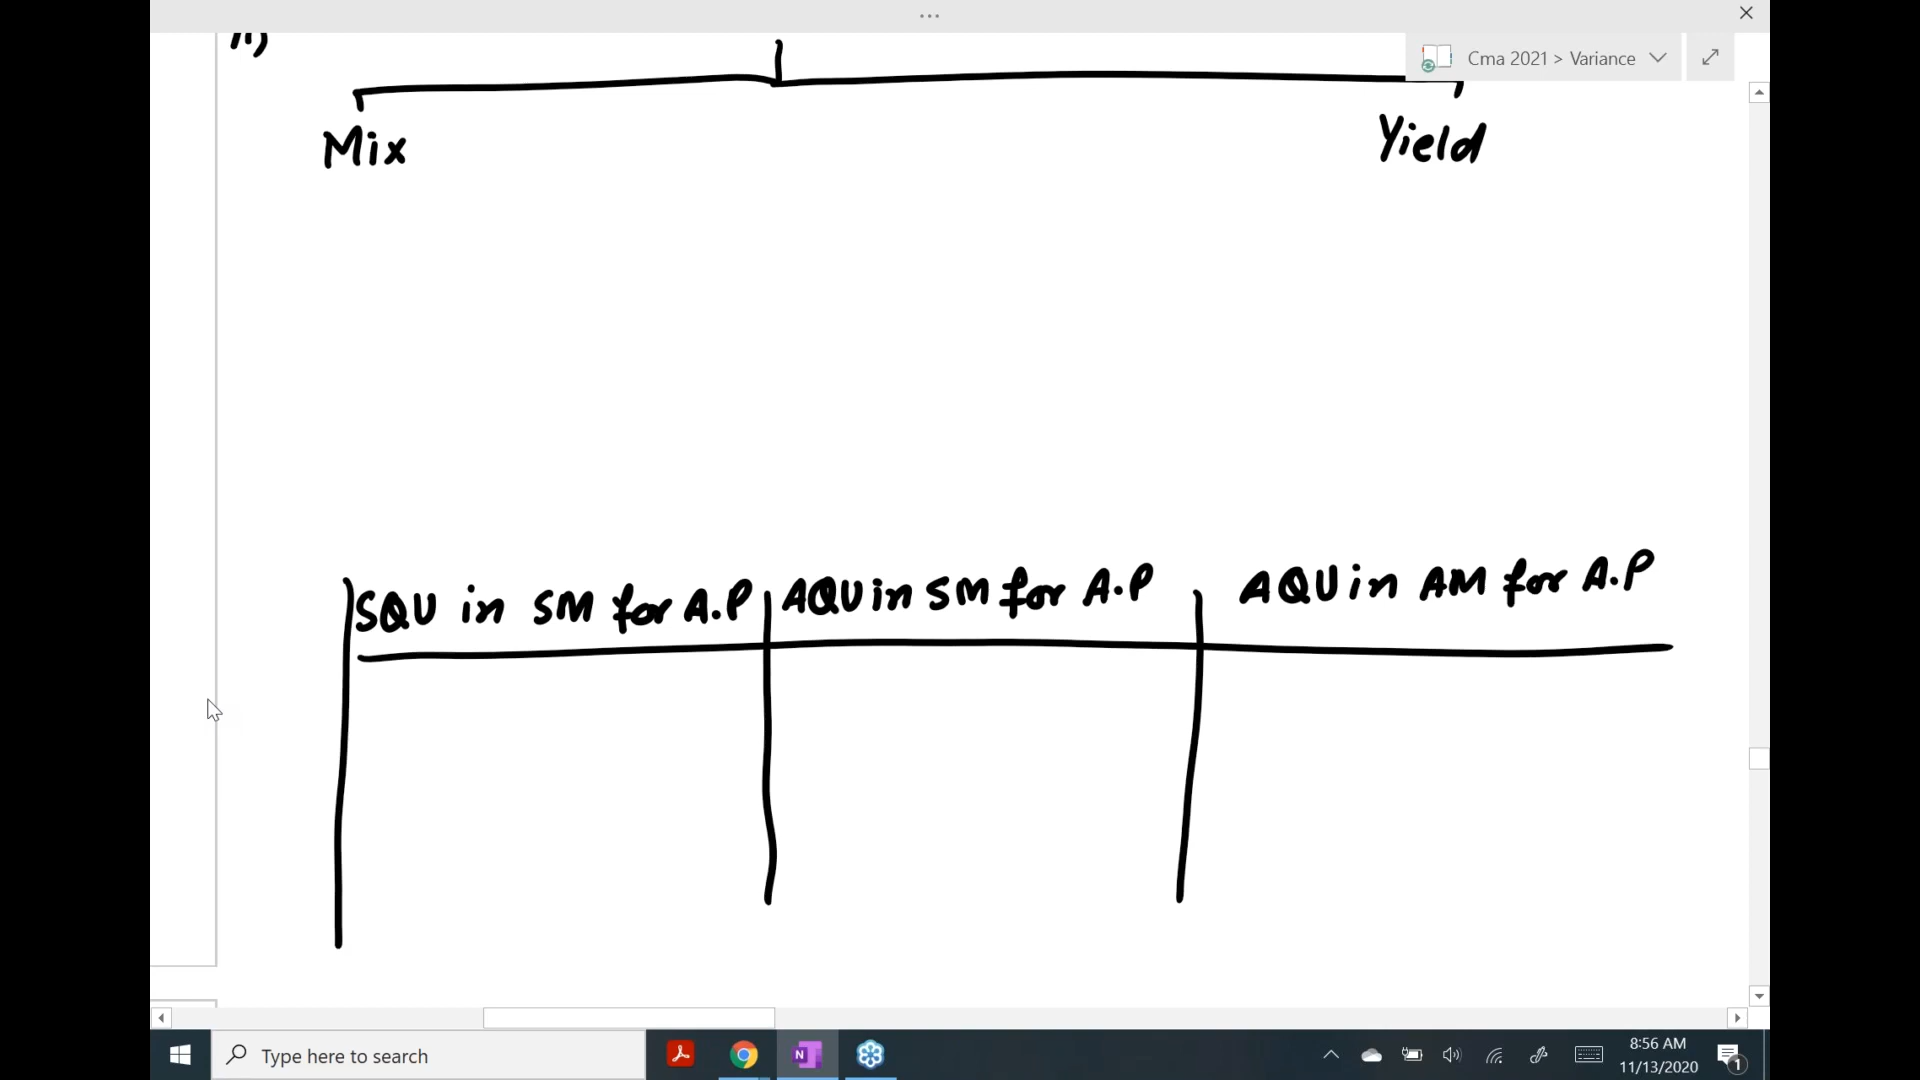 Cma 2021 > Variance
Mix
Yield
SQU in SM for A.P
AQU in SM for A.P
AQU in AM for A.P
Type here to search
N
8:56 AM
11/13/2020
1